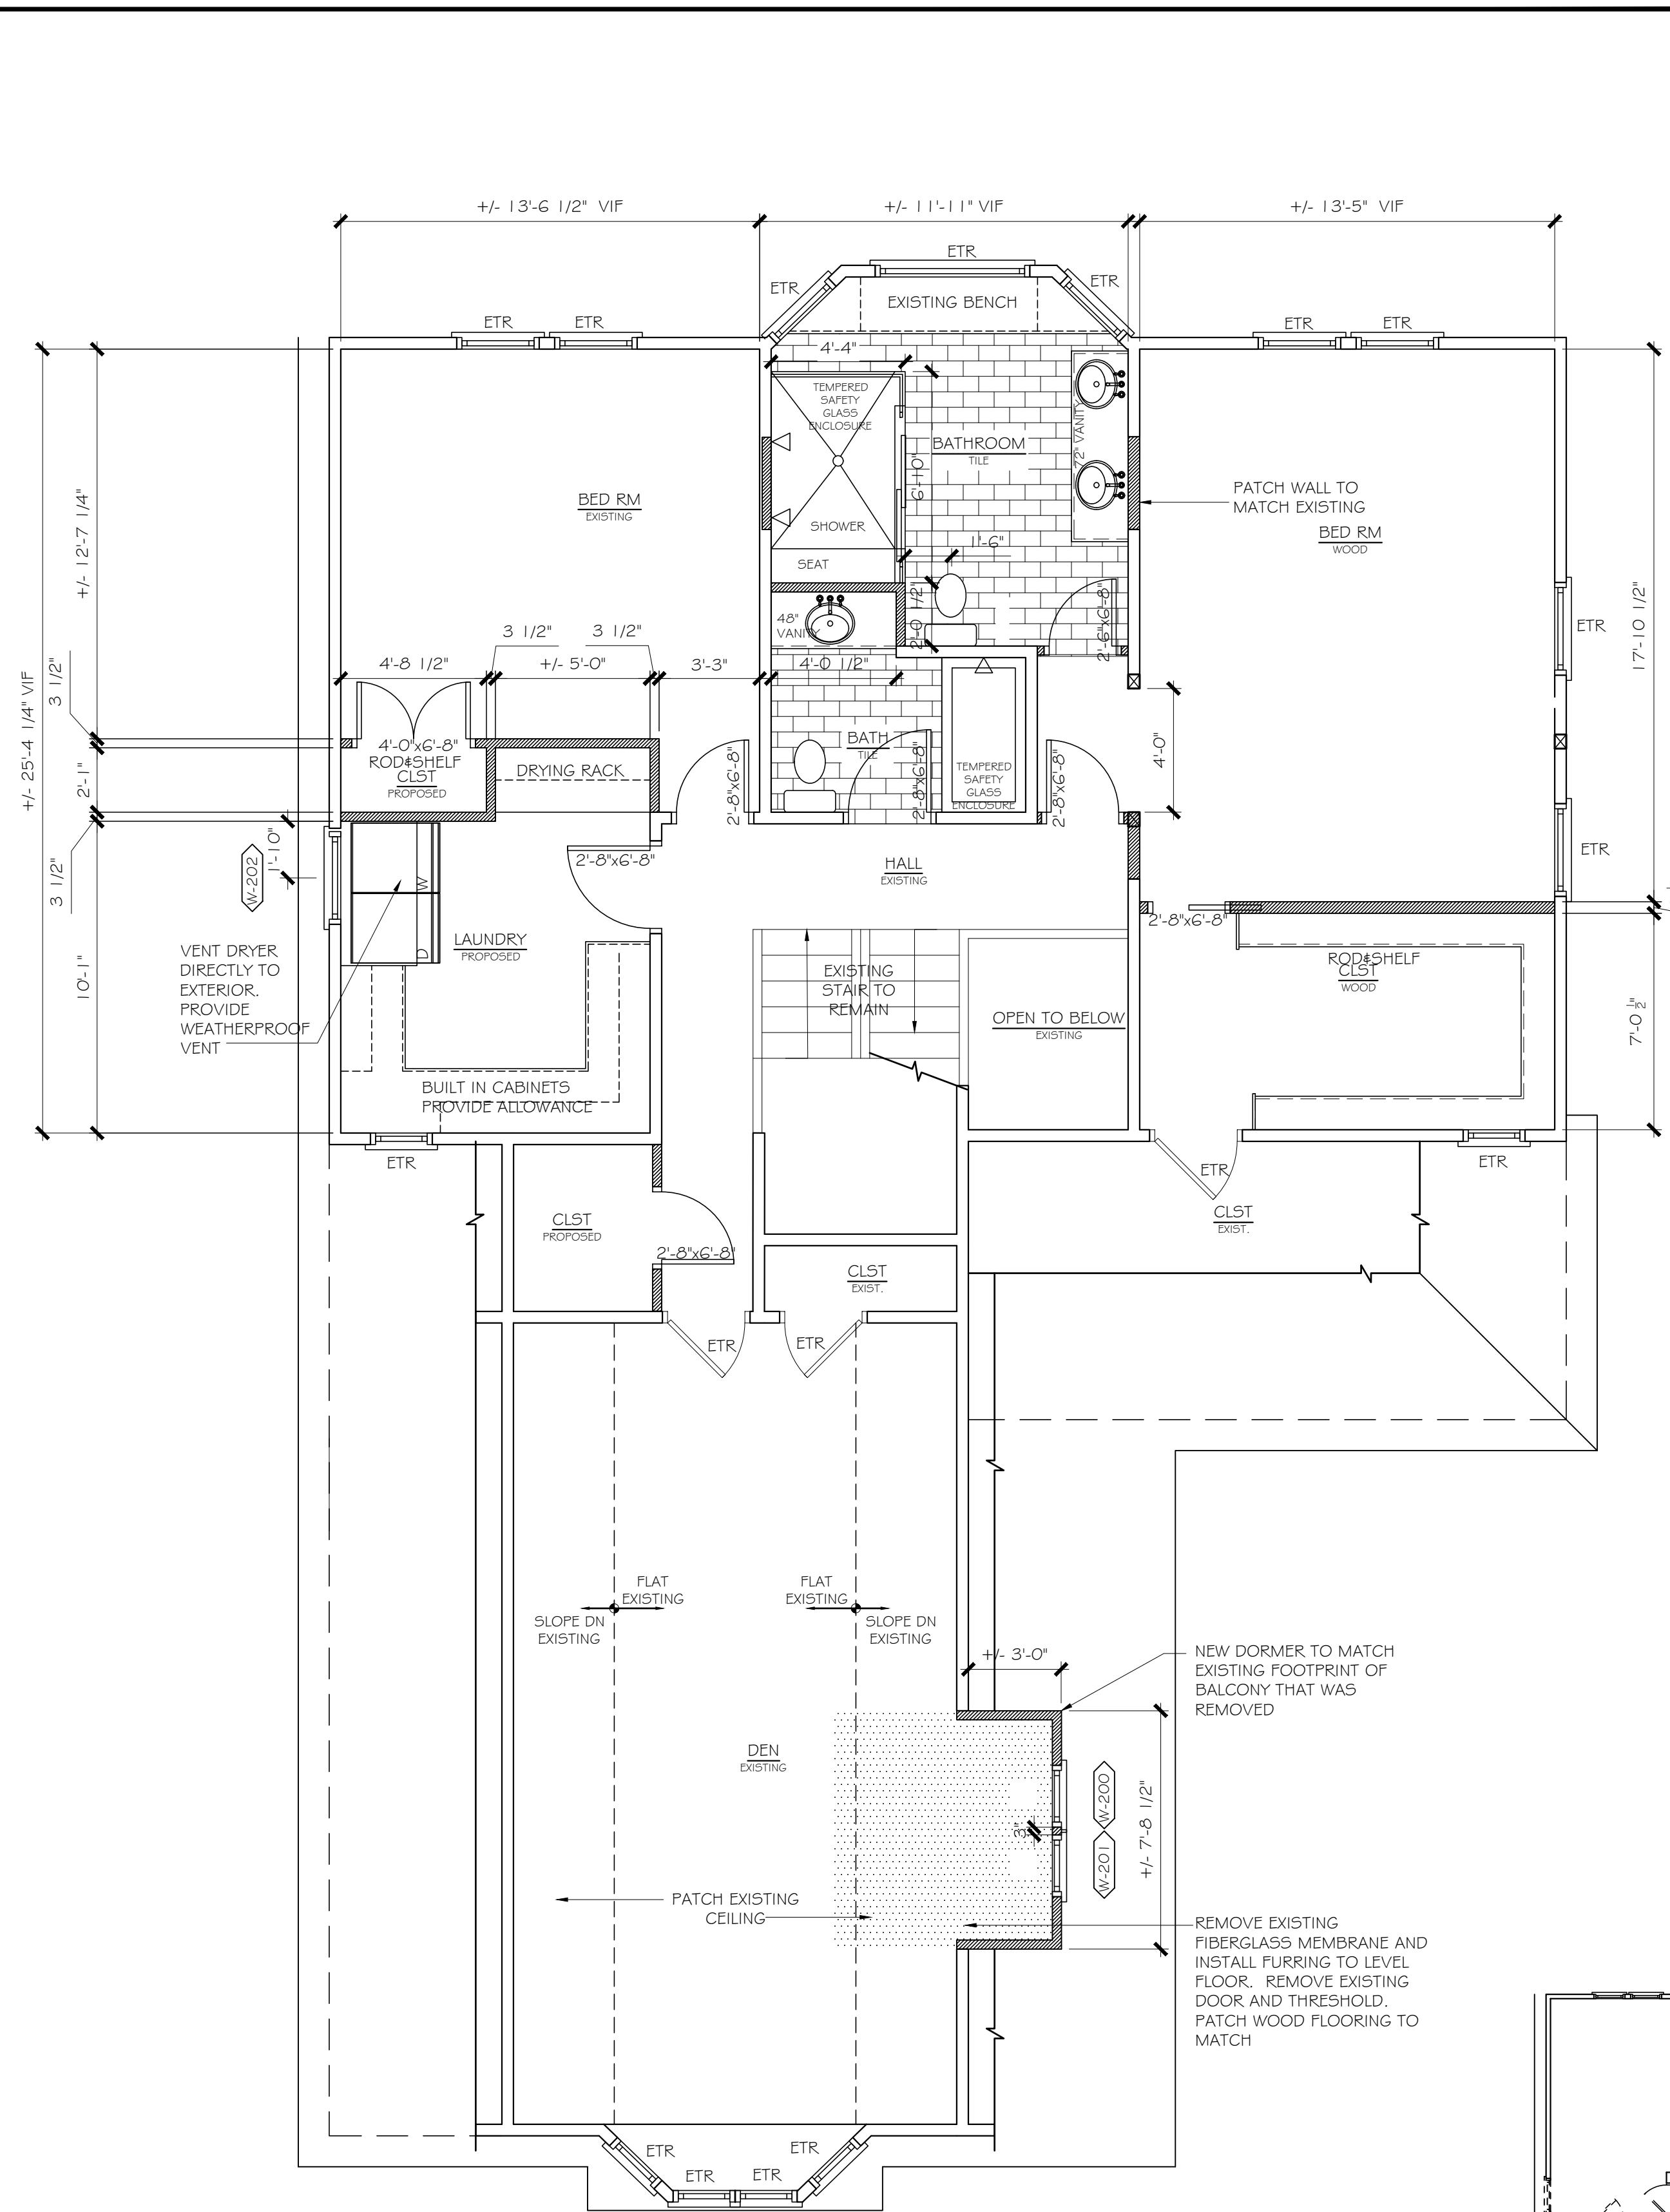 +/- 13'-6 1/2" VIF
+/- 11'-11" VIF
+/- 13'-5" VIF
ETR
ETR
ETR
EXISTING BENCH
ETR
ETR
ETR
ETR
4'-4"
TEMPERED
SAFETY
GLASS
ENCLOSURE
BATHROOM
TILE
6'-10"
72" VANITY
SHOWER
SEAT
1'-6"
2'-0 1/2"
2'-6"x6'-8"
BED RM
EXISTING
PATCH WALL TO
MATCH EXISTING
BED RM
WOOD
+/- 25'-4 1/4" VIF
+/- 12'-7 1/4"
3 1/2"
2'-1"
3 1/2"
10'-1"
1'-10"
W-202
17'-10 1/2"
ETR
ETR
7'-0 1/2"
48"
VANITY
3 1/2"
3 1/2"
4'-8 1/2"
+/- 5'-0"
3'-3"
4'-0 1/2"
4'-0"x6'-8"
ROD&SHELF
CLST
PROPOSED
DRYING RACK
2'-8"x6'-8"
BATH
TILE
2'-8"x6'-8"
TEMPERED
SAFETY
GLASS
ENCLOSURE
2'-8"x6'-8"
4'-0"
2'-8"x6'-8"
HALL
EXISTING
W
D
LAUNDRY
PROPOSED
VENT DRYER
DIRECTLY TO
EXTERIOR.
PROVIDE
WEATHERPROOF
VENT
BUILT IN CABINETS
PROVIDE ALLOWANCE
EXISTING
STAIR TO
REMAIN
OPEN TO BELOW
EXISTING
2'-8"x6'-8"
ROD&SHELF
CLST
WOOD
ETR
ETR
ETR
CLST
PROPOSED
2'-8"x6'-8"
CLST
EXIST.
CLST
EXIST.
ETR
ETR
FLAT
EXISTING
SLOPE DN
EXISTING
FLAT
EXISTING
SLOPE DN
EXISTING
+/- 3'-0"
NEW DORMER TO MATCH
EXISTING FOOTPRINT OF
BALCONY THAT WAS
REMOVED
DEN
EXISTING
3"
W-200
W-201
+/- 7'-8 1/2"
PATCH EXISTING
CEILING
REMOVE EXISTING
FIBERGLASS MEMBRANE AND
INSTALL FURRING TO LEVEL
FLOOR. REMOVE EXISTING
DOOR AND THRESHOLD.
PATCH WOOD FLOORING TO
MATCH
ETR
ETR
ETR
ETR